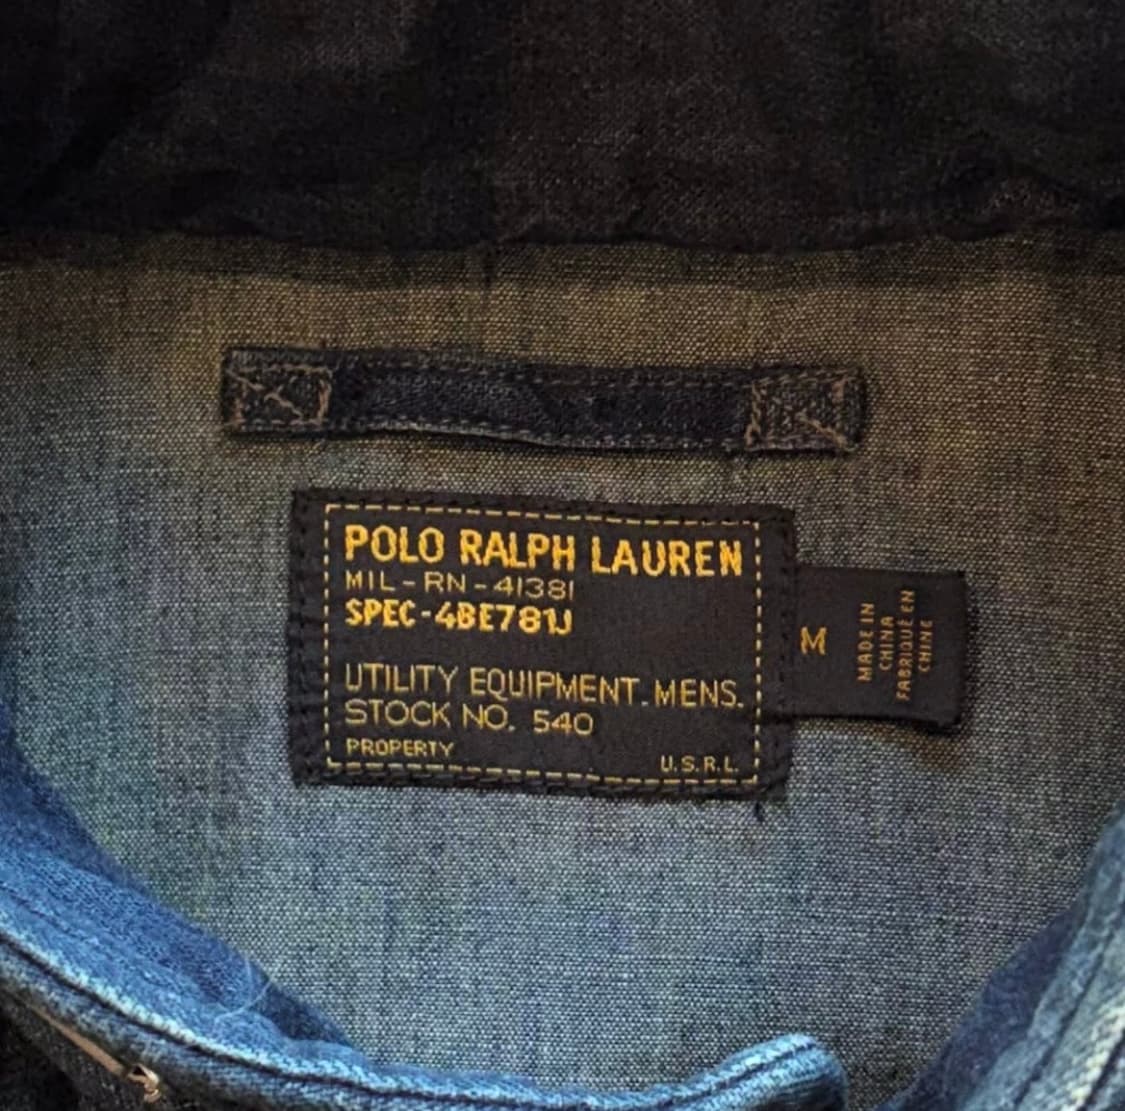 POLO RALPH LAUREN
MIL-RN-41381
SPEC-4BE781J
UTILITY EQUIPMENT. MENS.
STOCK NO. 540
PROPERTY U.S.R.L.
M
MADE IN
CHINA
FABRIQUÉ EN
CHINE